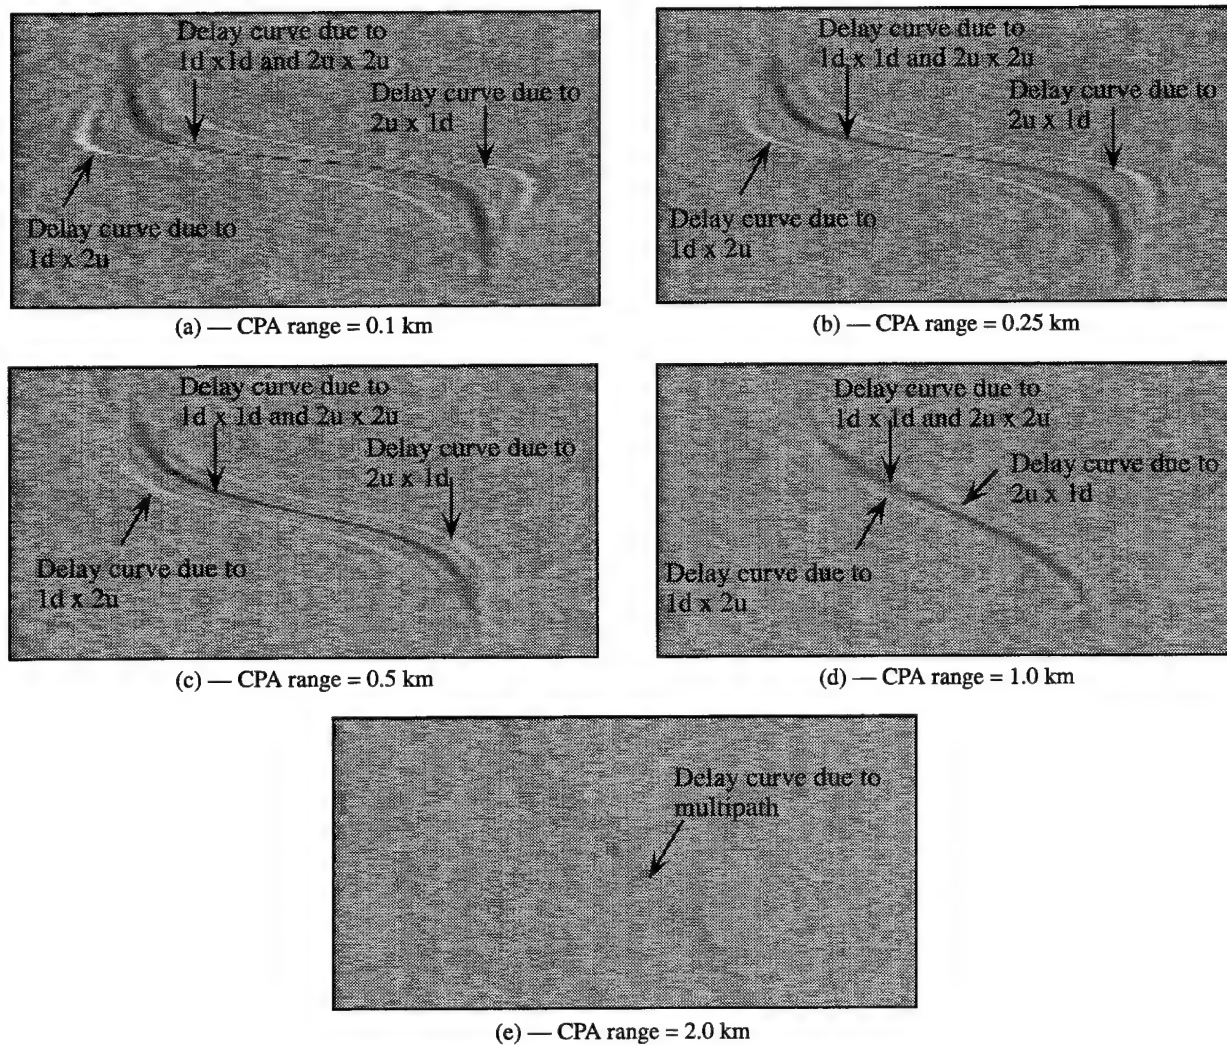 Delay curve due to
1d x1d and 2u x 2u
Delay curve due to
2u x 1d
Delay curve due to
1d x 2u
(a) — CPA range = 0.1 km
Delay curve due to
1d x 1d and 2u x 2u
Delay curve due to
2u x 1d
Delay curve due to
1d x 2u
(b) — CPA range = 0.25 km
Delay curve due to
1d x 1d and 2u x 2u
Delay curve due to
2u x 1d
Delay curve due to
1d x 2u
(c) — CPA range = 0.5 km
Delay curve due to
1d x 1d and 2u x 2u
Delay curve due to
2u x 1d
Delay curve due to
1d x 2u
(d) — CPA range = 1.0 km
Delay curve due to
multipath
(e) — CPA range = 2.0 km